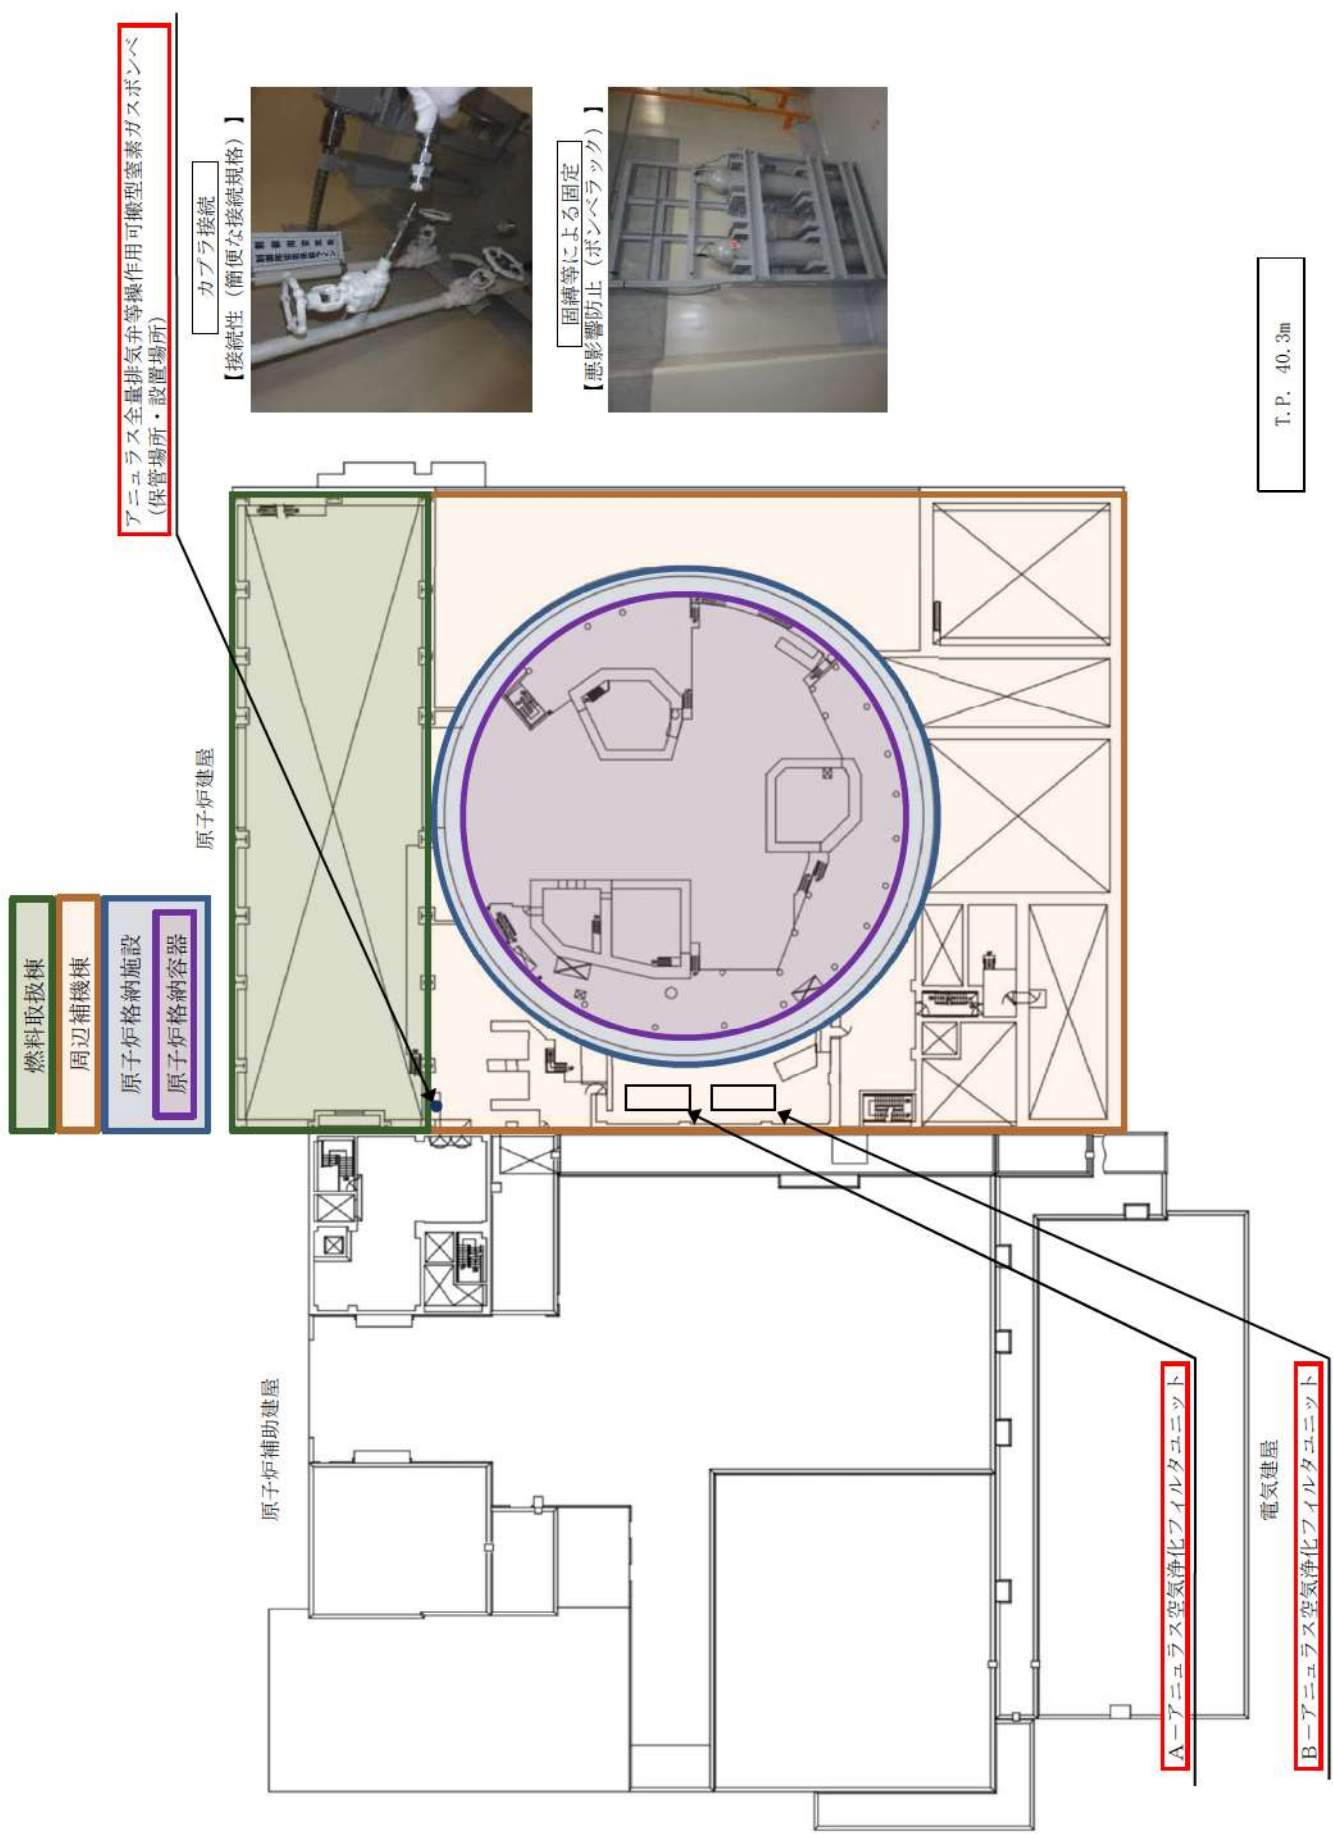 アニュラス全量排気弁等操作用可搬型窒素ガスボンベ
(保管場所・設置場所)
カプラ接続
【接続性（簡便な接続規格）】
固縛等による固定
【悪影響防止（ボンベラック）】
燃料取扱棟
周辺補機棟
原子炉格納施設
原子炉格納容器
原子炉建屋
原子炉補助建屋
電気建屋
A－アニュラス空気浄化フィルタユニット
B－アニュラス空気浄化フィルタユニット
T.P. 40.3m